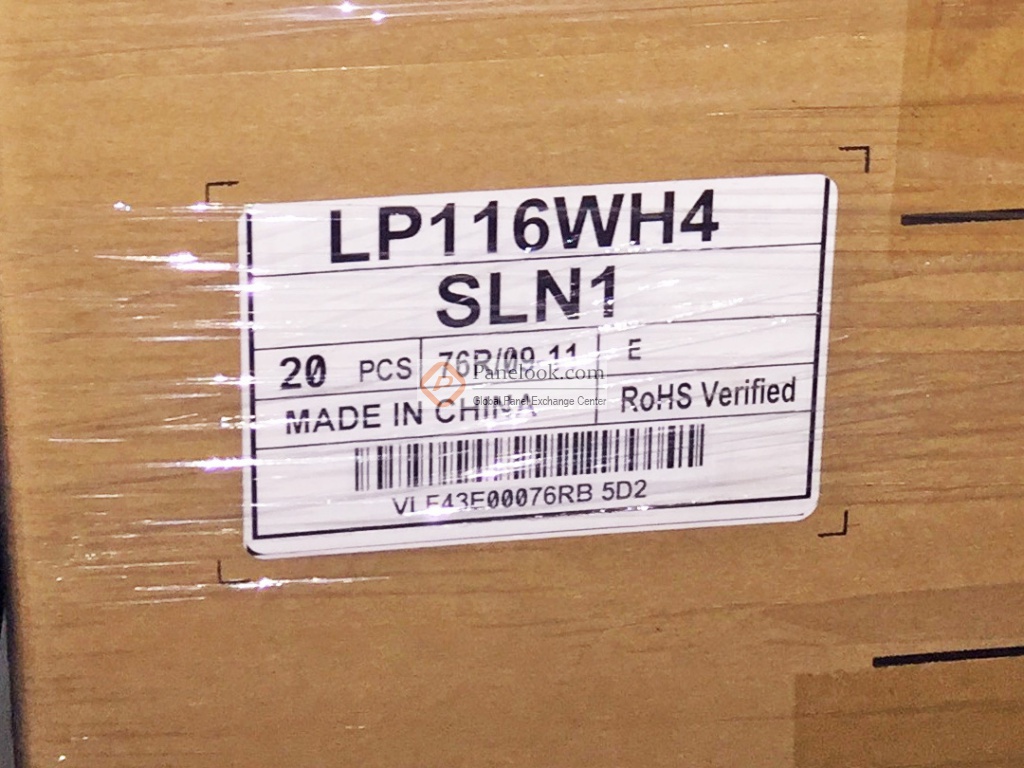 LP116WH4
SLN1
20 PCS 76R/09.11 E
MADE IN CHINA RoHS Verified
Panelook.com
Global Panel Exchange Center
5D2